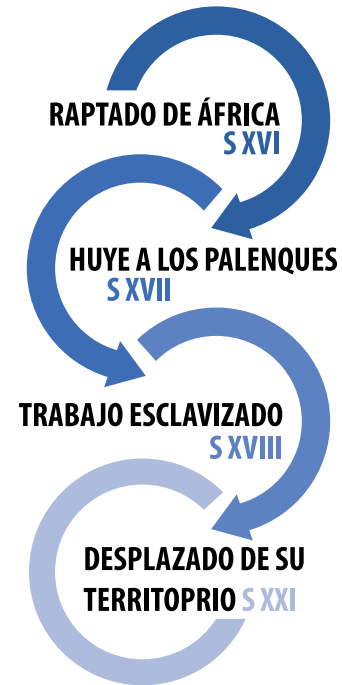 RAPTADO DE ÁFRICA
S XVI
HUYE A LOS PALENQUES
S XVII
TRABAJO ESCLAVIZADO
S XVIII
DESPLAZADO DE SU
TERRITOPRIO S XXI